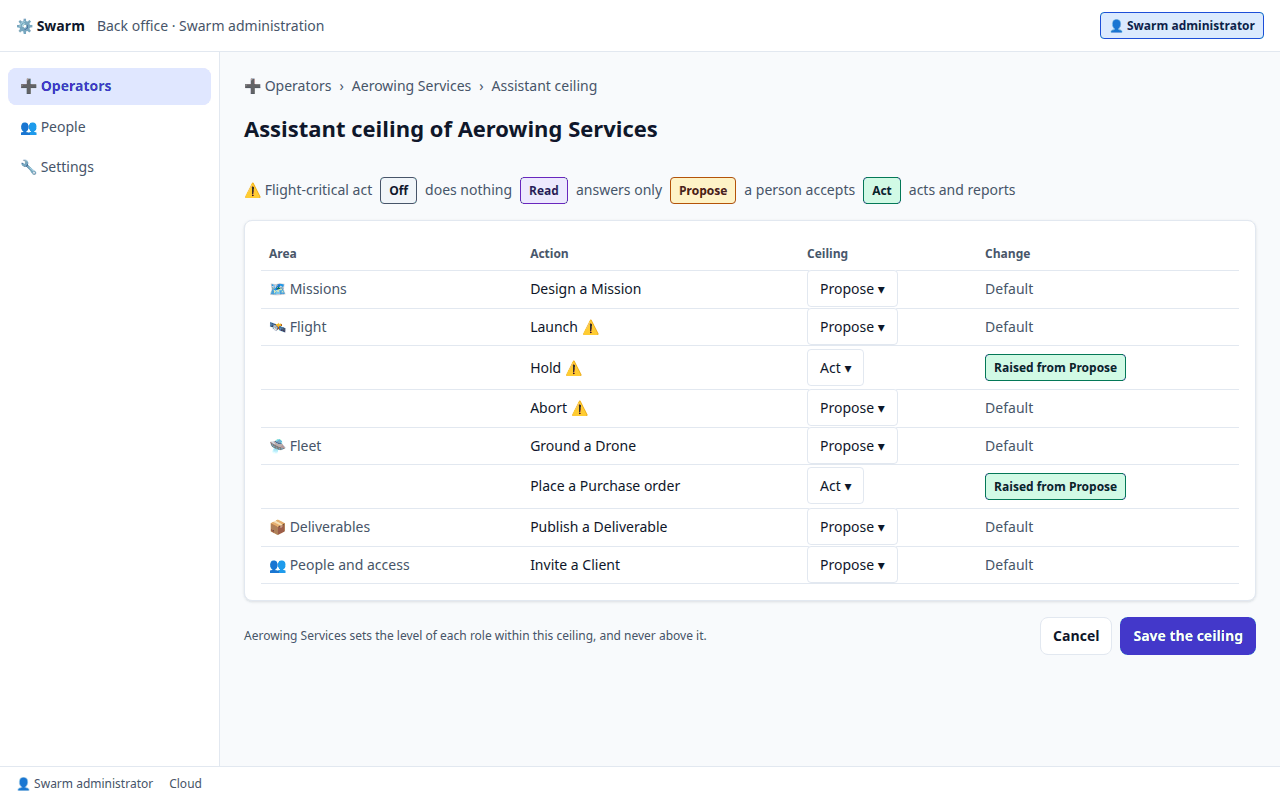 ⚙️ Swarm Back office · Swarm administration 👤 Swarm administrator
➕ Operators
👥 People
🔧 Settings
➕ Operators › Aerowing Services › Assistant ceiling
Assistant ceiling of Aerowing Services
⚠️ Flight-critical act Off does nothing Read answers only Propose a person accepts Act acts and reports
Area Action Ceiling Change
🗺️ Missions Design a Mission Propose ▾ Default
🛰️ Flight Launch ⚠️ Propose ▾ Default
Hold ⚠️ Act ▾ Raised from Propose
Abort ⚠️ Propose ▾ Default
🛸 Fleet Ground a Drone Propose ▾ Default
Place a Purchase order Act ▾ Raised from Propose
📦 Deliverables Publish a Deliverable Propose ▾ Default
👥 People and access Invite a Client Propose ▾ Default
Aerowing Services sets the level of each role within this ceiling, and never above it. Cancel Save the ceiling
👤 Swarm administrator Cloud